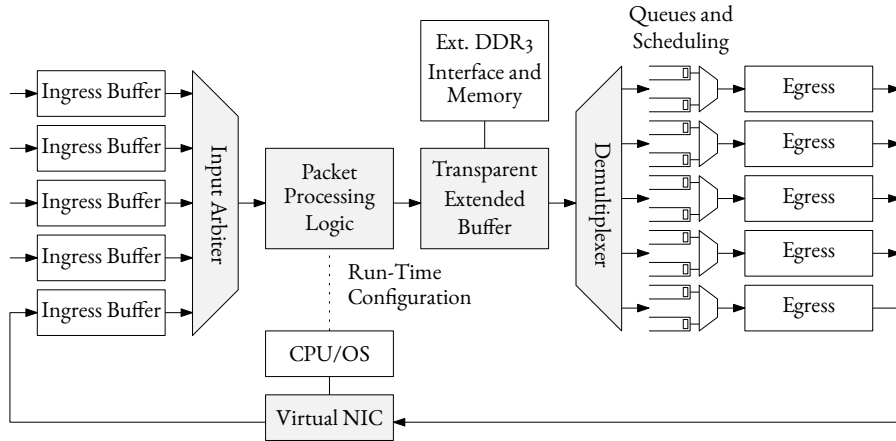 Queues and
Scheduling
Ext. DDR3
Interface and
Memory
Ingress Buffer
Ingress Buffer
Ingress Buffer
Ingress Buffer
Ingress Buffer
Input Arbiter
Packet
Processing
Logic
Transparent
Extended
Buffer
Demultiplexer
Egress
Egress
Egress
Egress
Egress
Run-Time
Configuration
CPU/OS
Virtual NIC